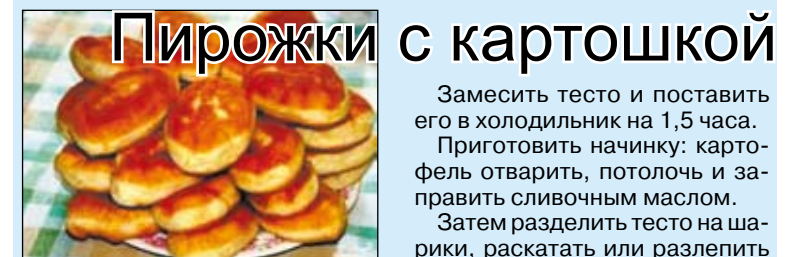 Пирожки с картошкой
Замесить тесто и поставить
его в холодильник на 1,5 часа.
Приготовить начинку: карто-
фель отварить, потолочь и за-
править сливочным маслом.
Затем разделить тесто на ша-
рики, раскатать или разлепить